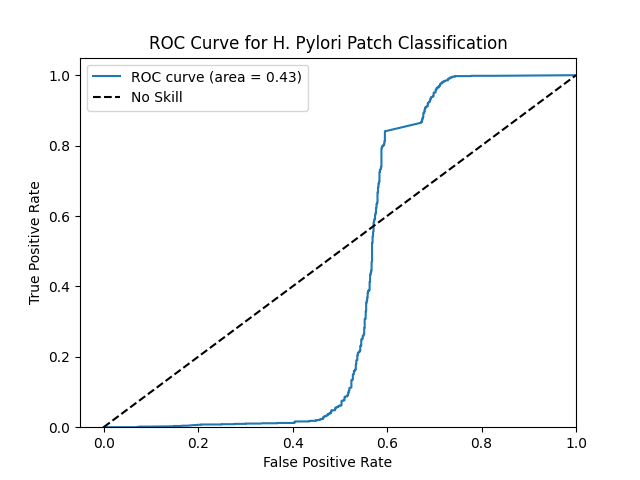 ROC Curve for H. Pylori Patch Classification
ROC curve (area = 0.43)
No Skill
1.0
0.8
0.6
0.4
0.2
0.0
True Positive Rate
0.0 0.2 0.4 0.6 0.8 1.0
False Positive Rate